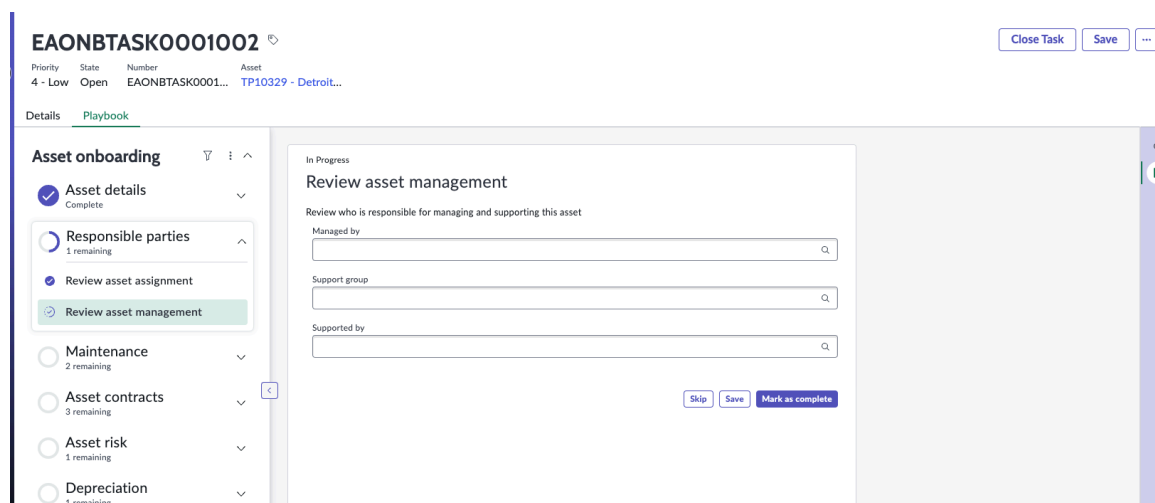 EAONBTASK0001002
Close Task
Save
Priority
State
Number
Asset
4 - Low
Open
EAONBTASK0001...
TP10329 - Detroit...
Details
Playbook
Asset onboarding
Asset details
Complete
Responsible parties
1 remaining
Review asset assignment
Review asset management
Maintenance
2 remaining
Asset contracts
3 remaining
Asset risk
1 remaining
Depreciation
1 remaining
In Progress
Review asset management
Review who is responsible for managing and supporting this asset
Managed by
Support group
Supported by
Skip
Save
Mark as complete